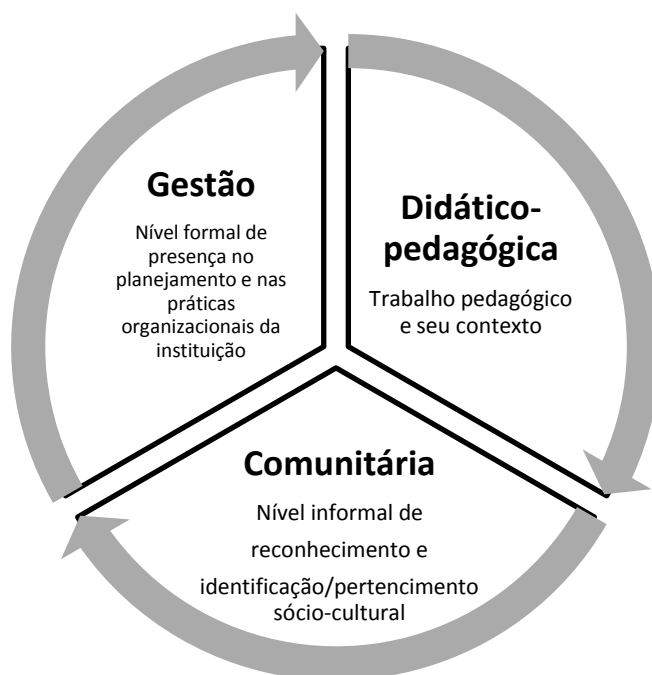 Gestão
Nível formal de
presença no
planejamento e nas
práticas
organizacionais da
instituição
Didático-
pedagógica
Trabalho pedagógico
e seu contexto
Comunitária
Nível informal de
reconhecimento e
identificação/pertencimento
sócio-cultural